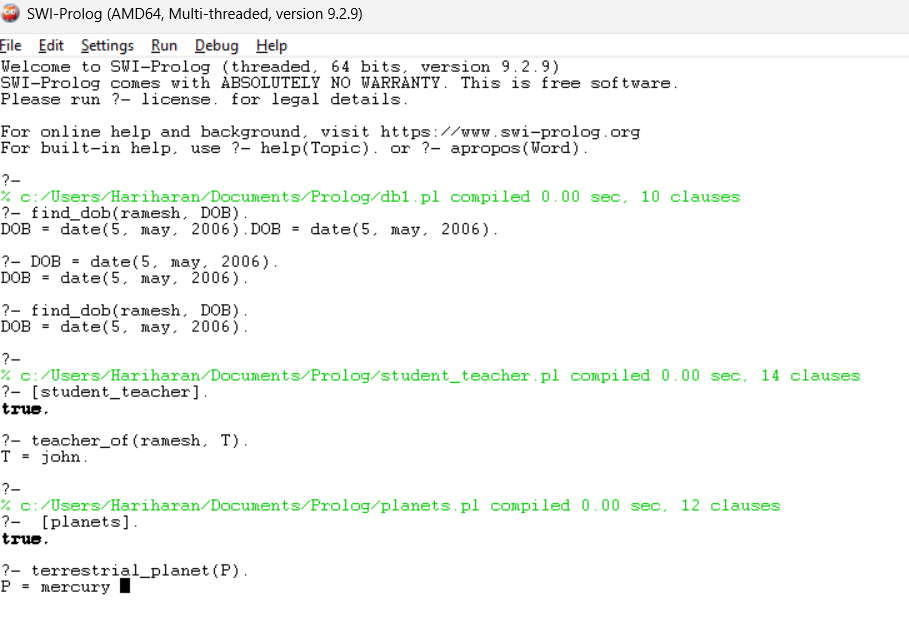 SWI-Prolog (AMD64, Multi-threaded, version 9.2.9)
File Edit Settings Run Debug Help
Welcome to SWI-Prolog (threaded, 64 bits, version 9.2.9)
SWI-Prolog comes with ABSOLUTELY NO WARRANTY. This is free software.
Please run ?- license. for legal details.
For online help and background, visit https://www.swi-prolog.org
For built-in help, use ?- help(Topic). or ?- apropos(Word).
?-
% c:/Users/Hariharan/Documents/Prolog/db1.pl compiled 0.00 sec, 10 clauses
?- find_dob(ramesh, DOB).
DOB = date(5, may, 2006).DOB = date(5, may, 2006).
?- DOB = date(5, may, 2006).
DOB = date(5, may, 2006).
?- find_dob(ramesh, DOB).
DOB = date(5, may, 2006).
?-
% c:/Users/Hariharan/Documents/Prolog/student_teacher.pl compiled 0.00 sec, 14 clauses
?- [student_teacher].
true.
?- teacher_of(ramesh, T).
T = john.
?-
% c:/Users/Hariharan/Documents/Prolog/planets.pl compiled 0.00 sec, 12 clauses
?-  [planets].
true.
?- terrestrial_planet(P).
P = mercury